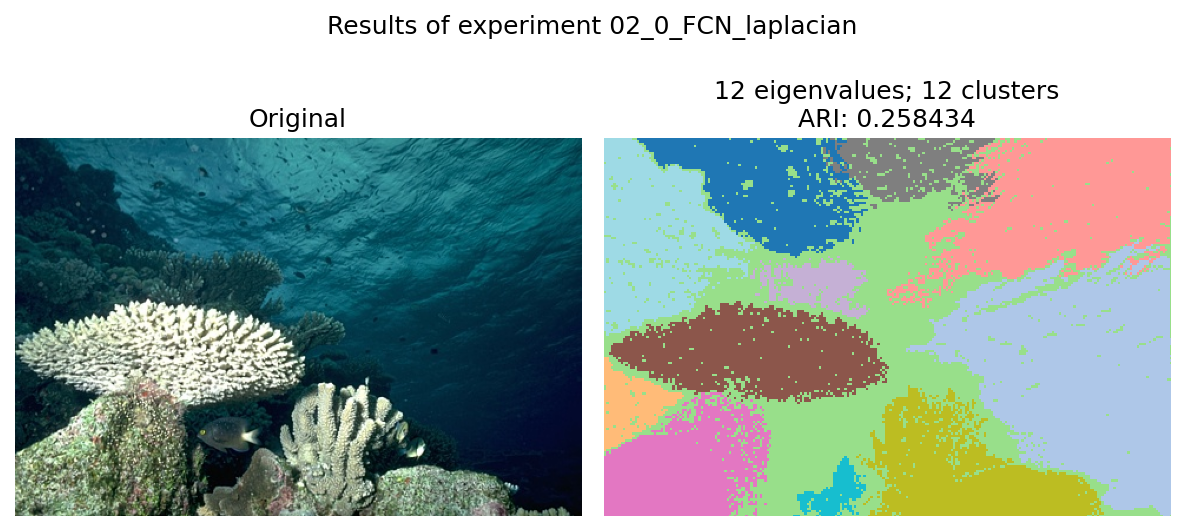 Results of experiment 02_0_FCN_laplacian
Original
12 eigenvalues; 12 clusters
ARI: 0.258434